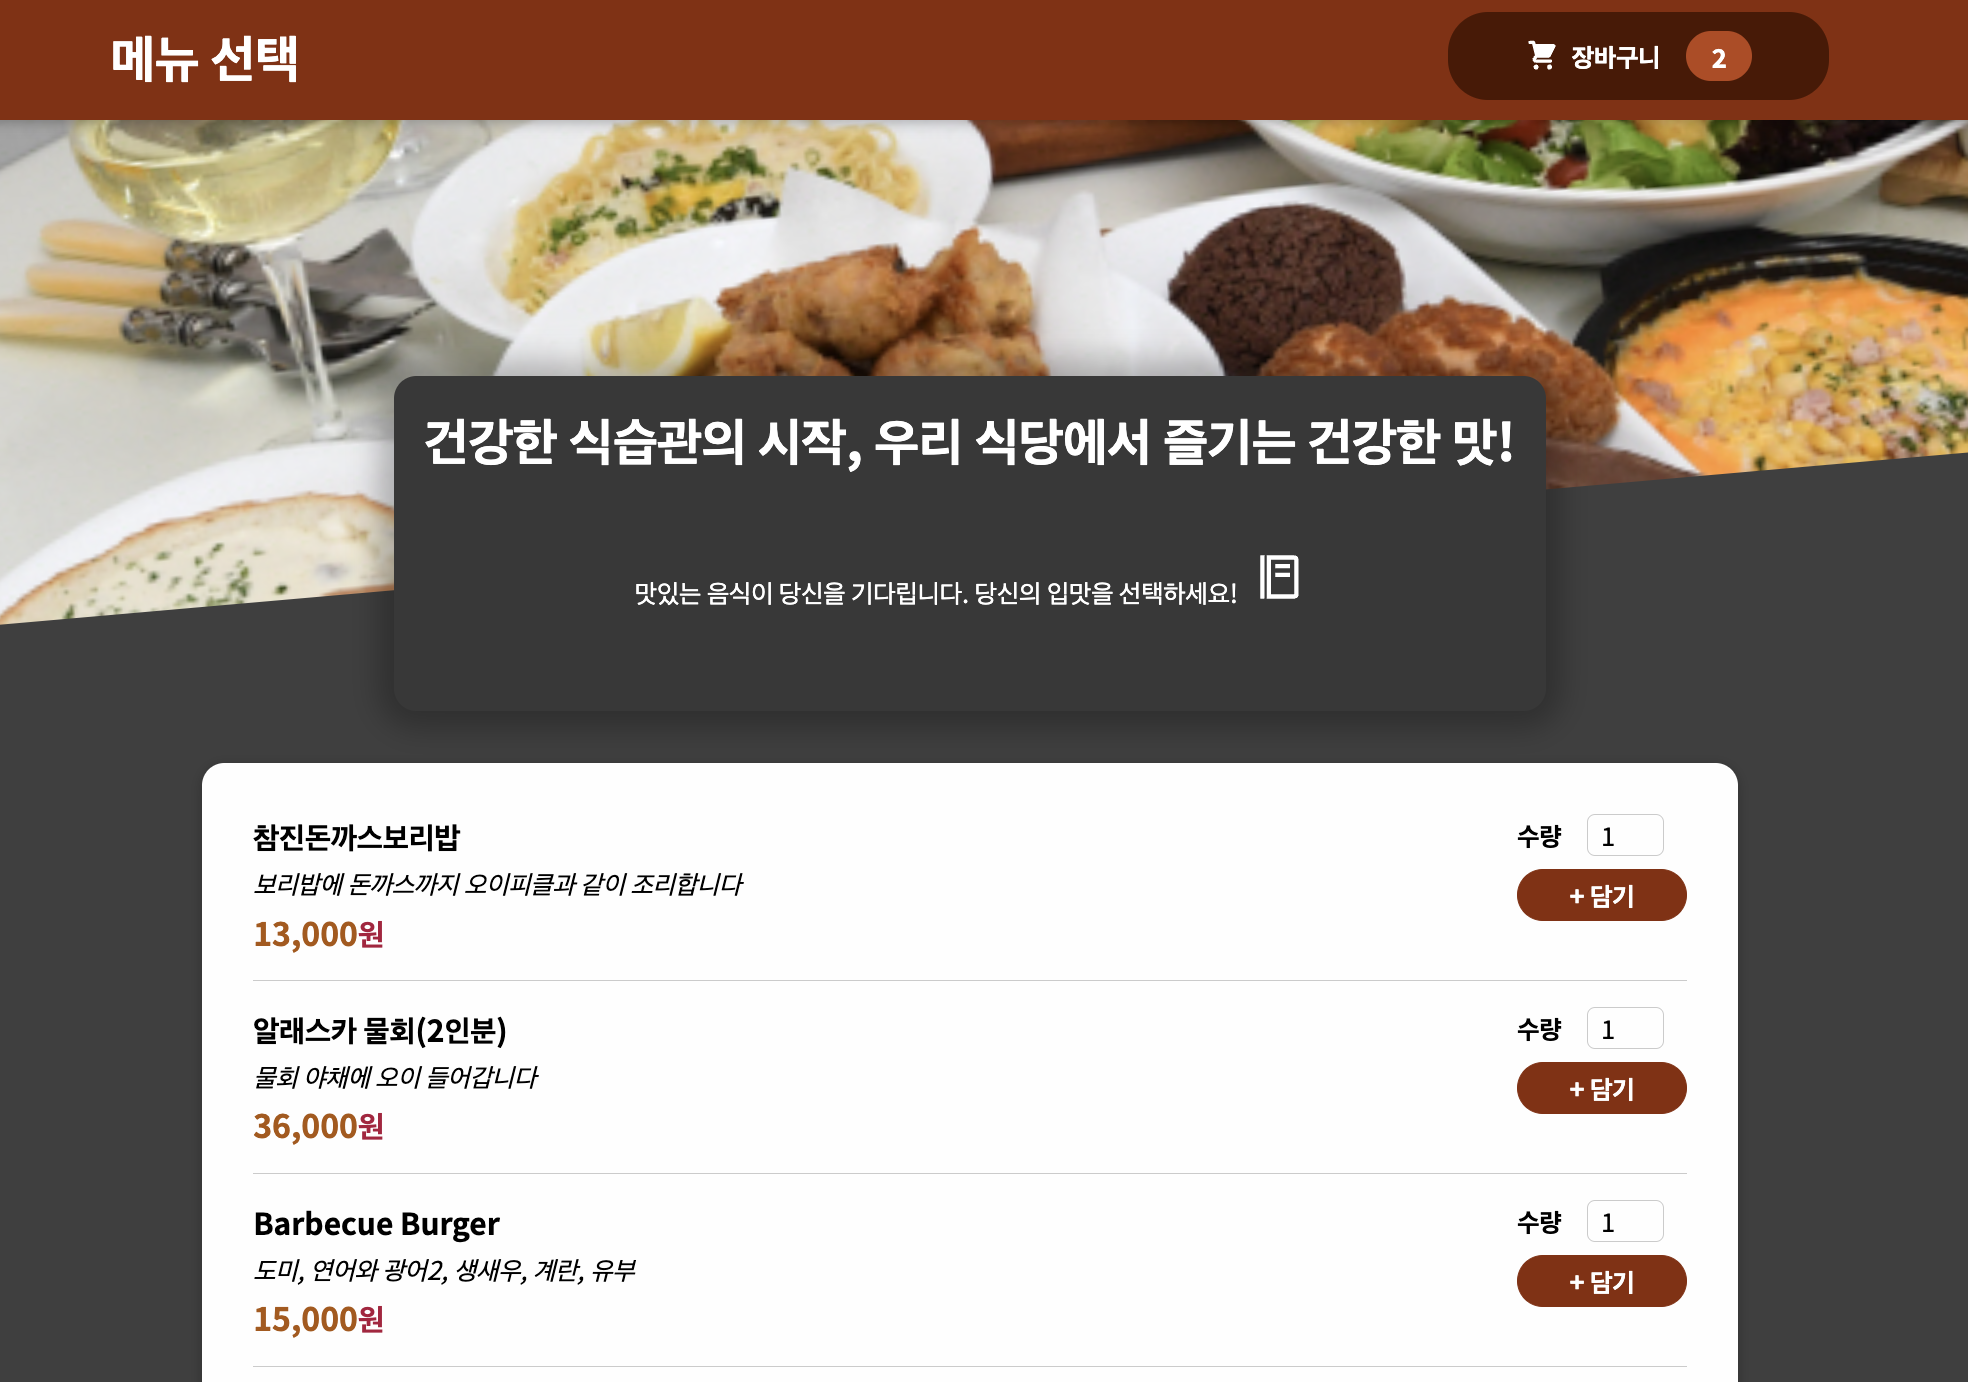 메뉴 선택
장바구니 2
건강한 식습관의 시작, 우리 식당에서 즐기는 건강한 맛!
맛있는 음식이 당신을 기다립니다. 당신의 입맛을 선택하세요!
참진돈까스보리밥
수량 1
보리밥에 돈까스까지 오이피클과 같이 조리합니다
+ 담기
13,000원
알래스카 물회(2인분)
수량 1
물회 야채에 오이 들어갑니다
+ 담기
36,000원
Barbecue Burger
수량 1
도미, 연어와 광어2, 생새우, 계란, 유부
+ 담기
15,000원